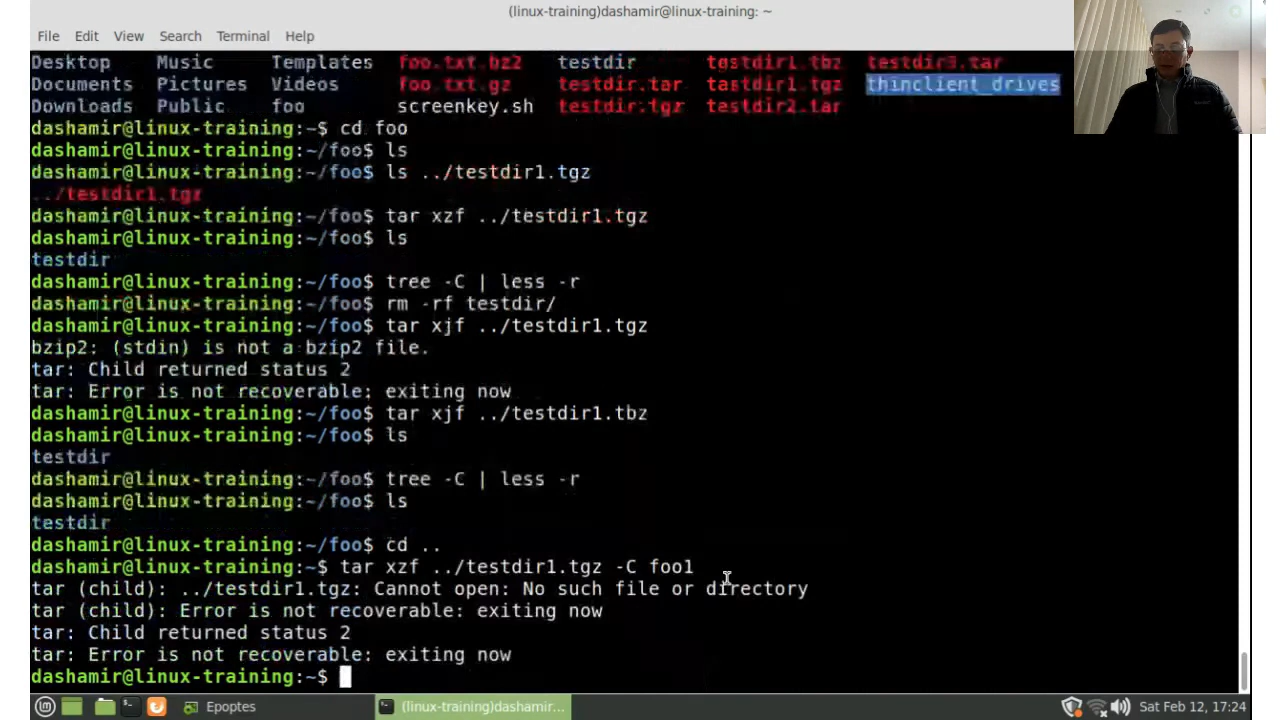 (linux-training)dashamir@linux-training: ~
File Edit View Search Terminal Help
Desktop Music Templates foo.txt.bz2 testdir testdir1.tbz testdir3.tar
Documents Pictures Videos foo.txt.gz testdir.tar testdir1.tgz thinclient_drives
Downloads Public foo screenkey.sh testdir.tgz testdir2.tar
dashamir@linux-training:~$ cd foo
dashamir@linux-training:~/foo$ ls
dashamir@linux-training:~/foo$ ls ../testdir1.tgz
../testdir1.tgz
dashamir@linux-training:~/foo$ tar xzf ../testdir1.tgz
dashamir@linux-training:~/foo$ ls
testdir
dashamir@linux-training:~/foo$ tree -C | less -r
dashamir@linux-training:~/foo$ rm -rf testdir/
dashamir@linux-training:~/foo$ tar xjf ../testdir1.tgz
bzip2: (stdin) is not a bzip2 file.
tar: Child returned status 2
tar: Error is not recoverable: exiting now
dashamir@linux-training:~/foo$ tar xjf ../testdir1.tbz
dashamir@linux-training:~/foo$ ls
testdir
dashamir@linux-training:~/foo$ tree -C | less -r
dashamir@linux-training:~/foo$ ls
testdir
dashamir@linux-training:~/foo$ cd ..
dashamir@linux-training:~$ tar xzf ../testdir1.tgz -C foo1
tar (child): ../testdir1.tgz: Cannot open: No such file or directory
tar (child): Error is not recoverable: exiting now
tar: Child returned status 2
tar: Error is not recoverable: exiting now
dashamir@linux-training:~$
Epoptes (linux-training)dashamir... Sat Feb 12, 17:24